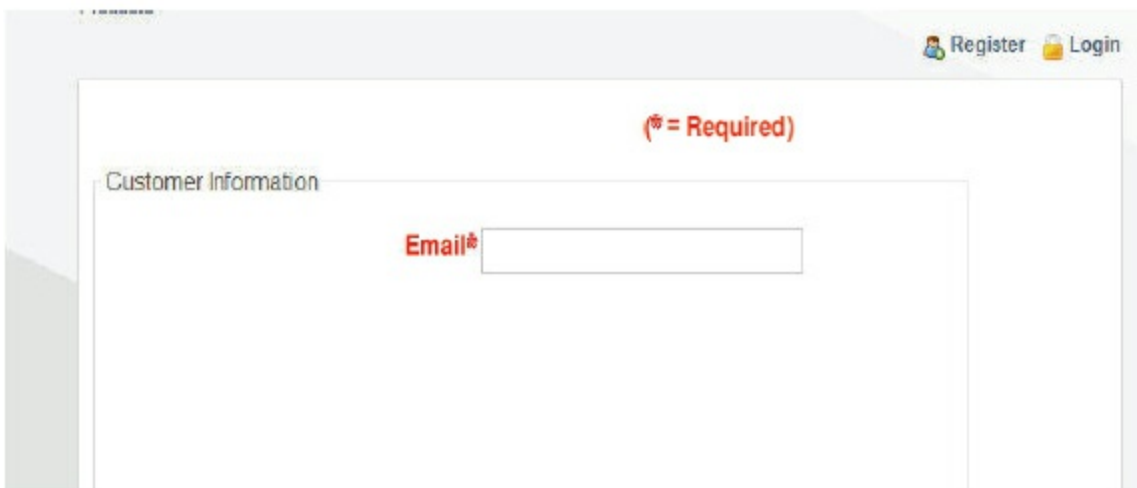 Register Login
(* = Required)
Customer Information
Email*